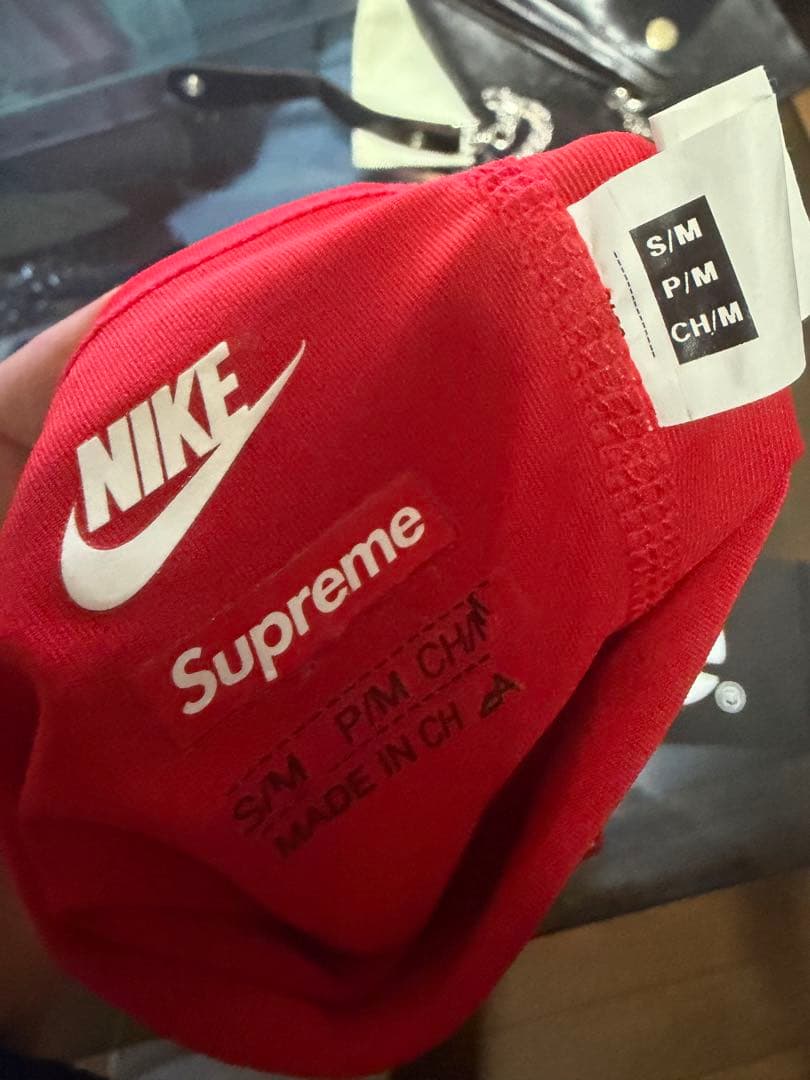 S/M
P/M
CH/M
NIKE
Supreme
S/M P/M CH/M
MADE IN CH A
®